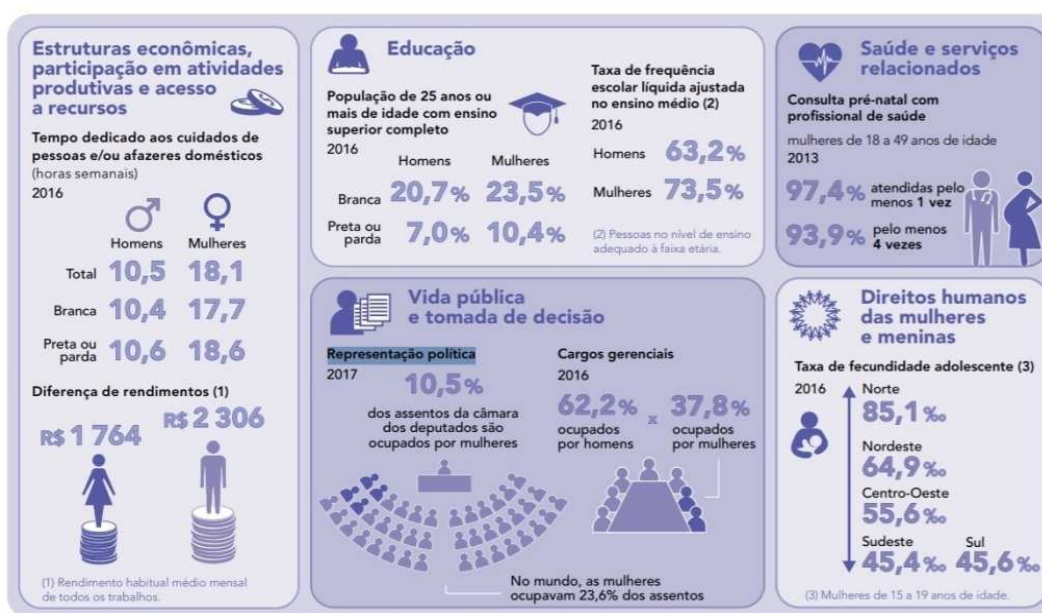 Estruturas econômicas,
participação em atividades
produtivas e acesso
a recursos
Tempo dedicado aos cuidados de
pessoas e/ou afazeres domésticos
(horas semanais)
2016
Homens Mulheres
Total 10,5 18,1
Branca 10,4 17,7
Preta ou
parda 10,6 18,6
Diferença de rendimentos (1)
R$ 1 764 R$ 2 306
(1) Rendimento habitual médio mensal
de todos os trabalhos.
Educação
População de 25 anos ou
mais de idade com ensino
superior completo
2016
Homens Mulheres
Branca 20,7% 23,5%
Preta ou
parda 7,0% 10,4%
Taxa de frequência
escolar líquida ajustada
no ensino médio (2)
2016
Homens 63,2%
Mulheres 73,5%
(2) Pessoas no nível de ensino
adequado à faixa etária.
Saúde e serviços
relacionados
Consulta pré-natal com
profissional de saúde
mulheres de 18 a 49 anos de idade
2013
97,4% atendidas pelo
menos 1 vez
93,9% pelo menos
4 vezes
Vida pública
e tomada de decisão
Representação política
2017
10,5%
dos assentos da câmara
dos deputados são
ocupados por mulheres
Cargos gerenciais
2016
62,2% x 37,8%
ocupados
por homens
ocupados
por mulheres
No mundo, as mulheres
ocupavam 23,6% dos assentos
Direitos humanos
das mulheres
e meninas
Taxa de fecundidade adolescente (3)
2016
Norte
85,1‰
Nordeste
64,9‰
Centro-Oeste
55,6‰
Sudeste Sul
45,4‰ 45,6‰
(3) Mulheres de 15 a 19 anos de idade.